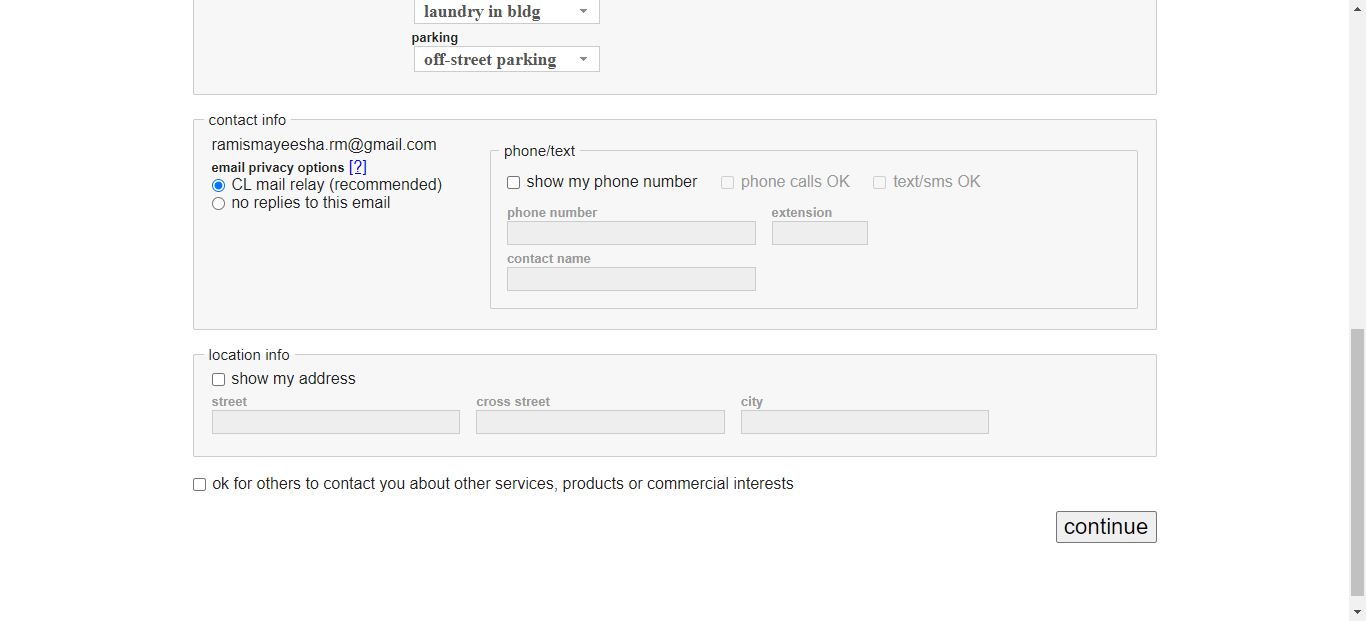 laundry in bldg
parking
off-street parking
contact info
ramismayeesha.rm@gmail.com
email privacy options [?]
CL mail relay (recommended)
no replies to this email
phone/text
show my phone number phone calls OK text/sms OK
phone number extension
contact name
location info
show my address
street cross street city
ok for others to contact you about other services, products or commercial interests
continue